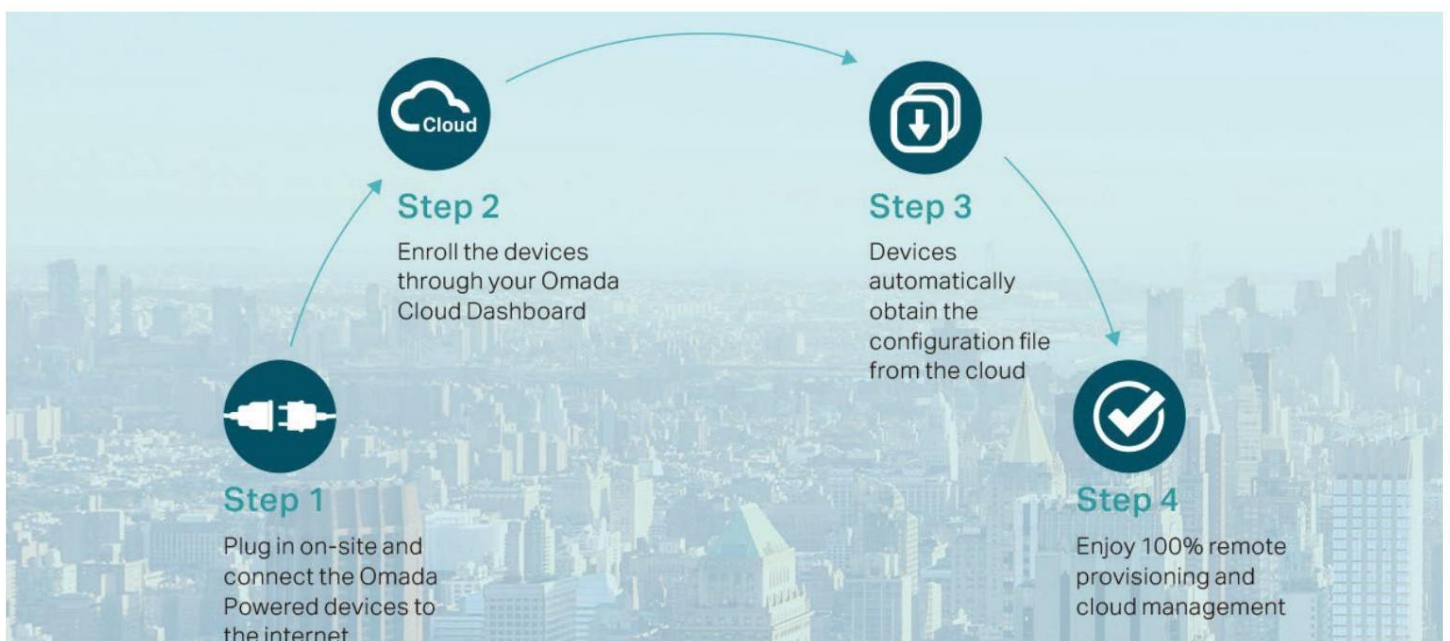 Cloud
Step 2
Enroll the devices
through your Omada
Cloud Dashboard
Step 3
Devices
automatically
obtain the
configuration file
from the cloud
Step 1
Plug in on-site and
connect the Omada
Powered devices to
the internet
Step 4
Enjoy 100% remote
provisioning and
cloud management